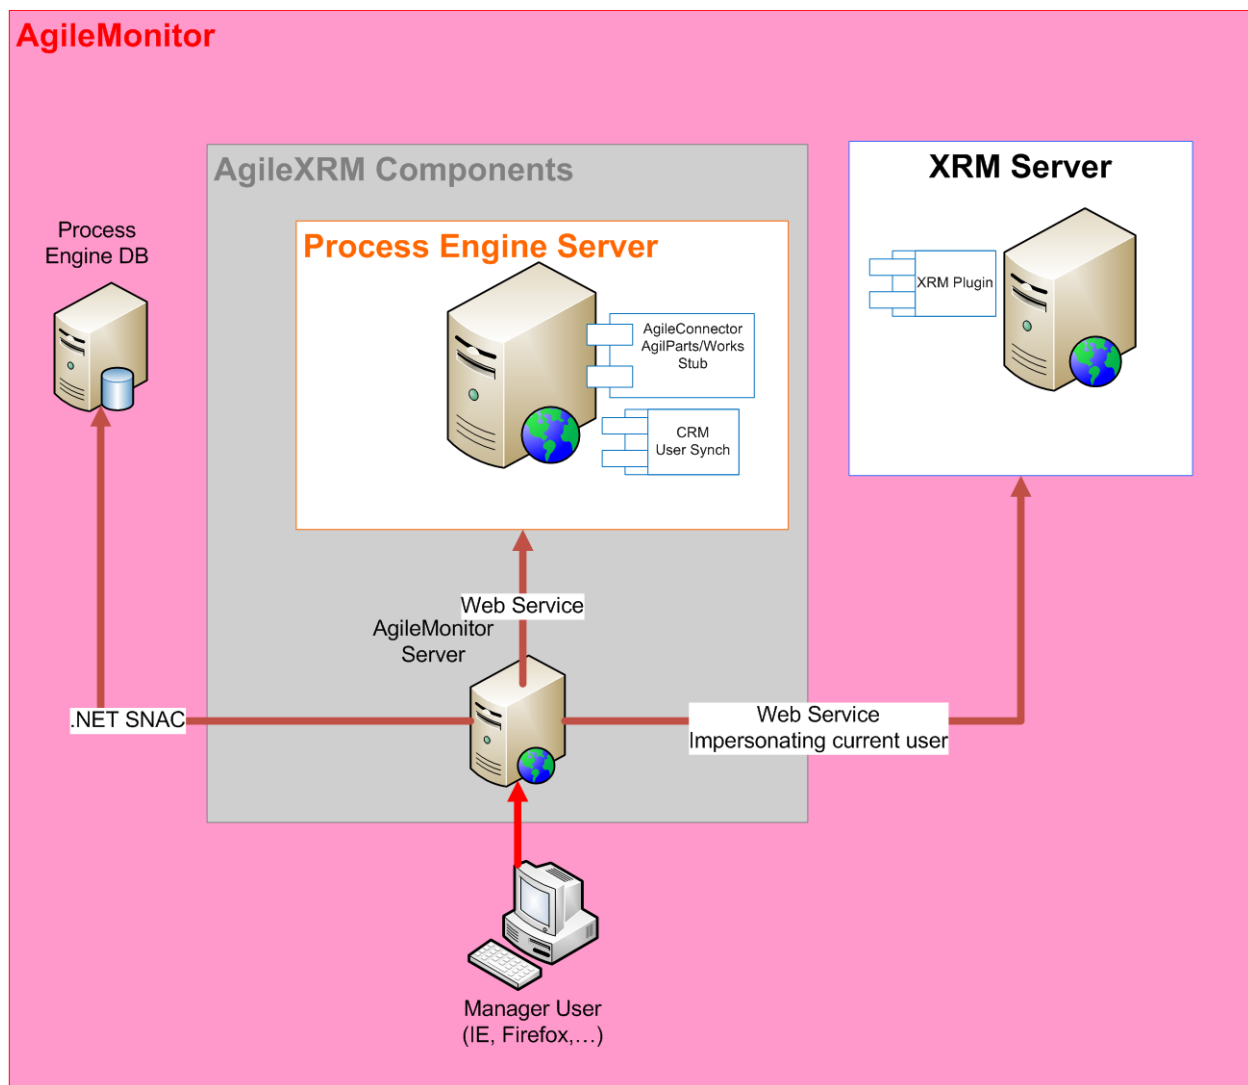 AgileMonitor
AgileXRM Components
XRM Server
Process
Engine DB
Process Engine Server
XRM Plugin
AgileConnector
AgilParts/Works
Stub
CRM
User Synch
Web Service
AgileMonitor
Server
.NET SNAC
Web Service
Impersonating current user
Manager User
(IE, Firefox,…)